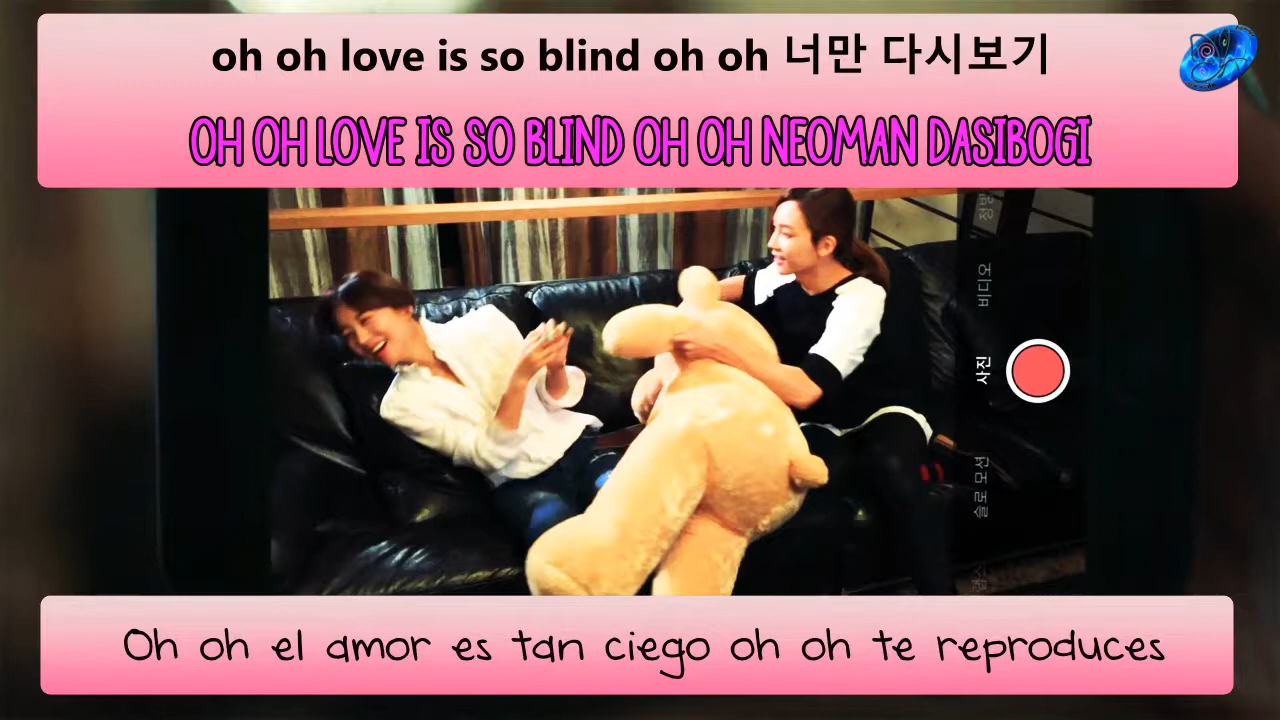 oh oh love is so blind oh oh 너만 다시보기
OH OH LOVE IS SO BLIND OH OH NEOMAN DASIBOGI
비디오
사진
슬로 모션
Oh oh el amor es tan ciego oh oh te reproduces